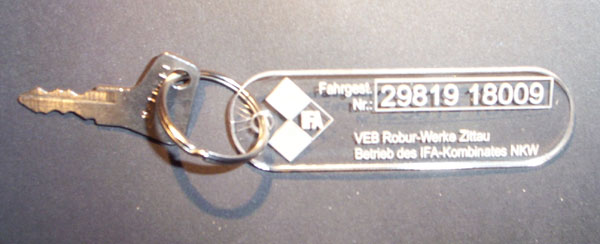 IFA
Fahrgest.
Nr.: 29819 18009
VEB Robur-Werke Zittau
Betrieb des IFA-Kombinates NKW